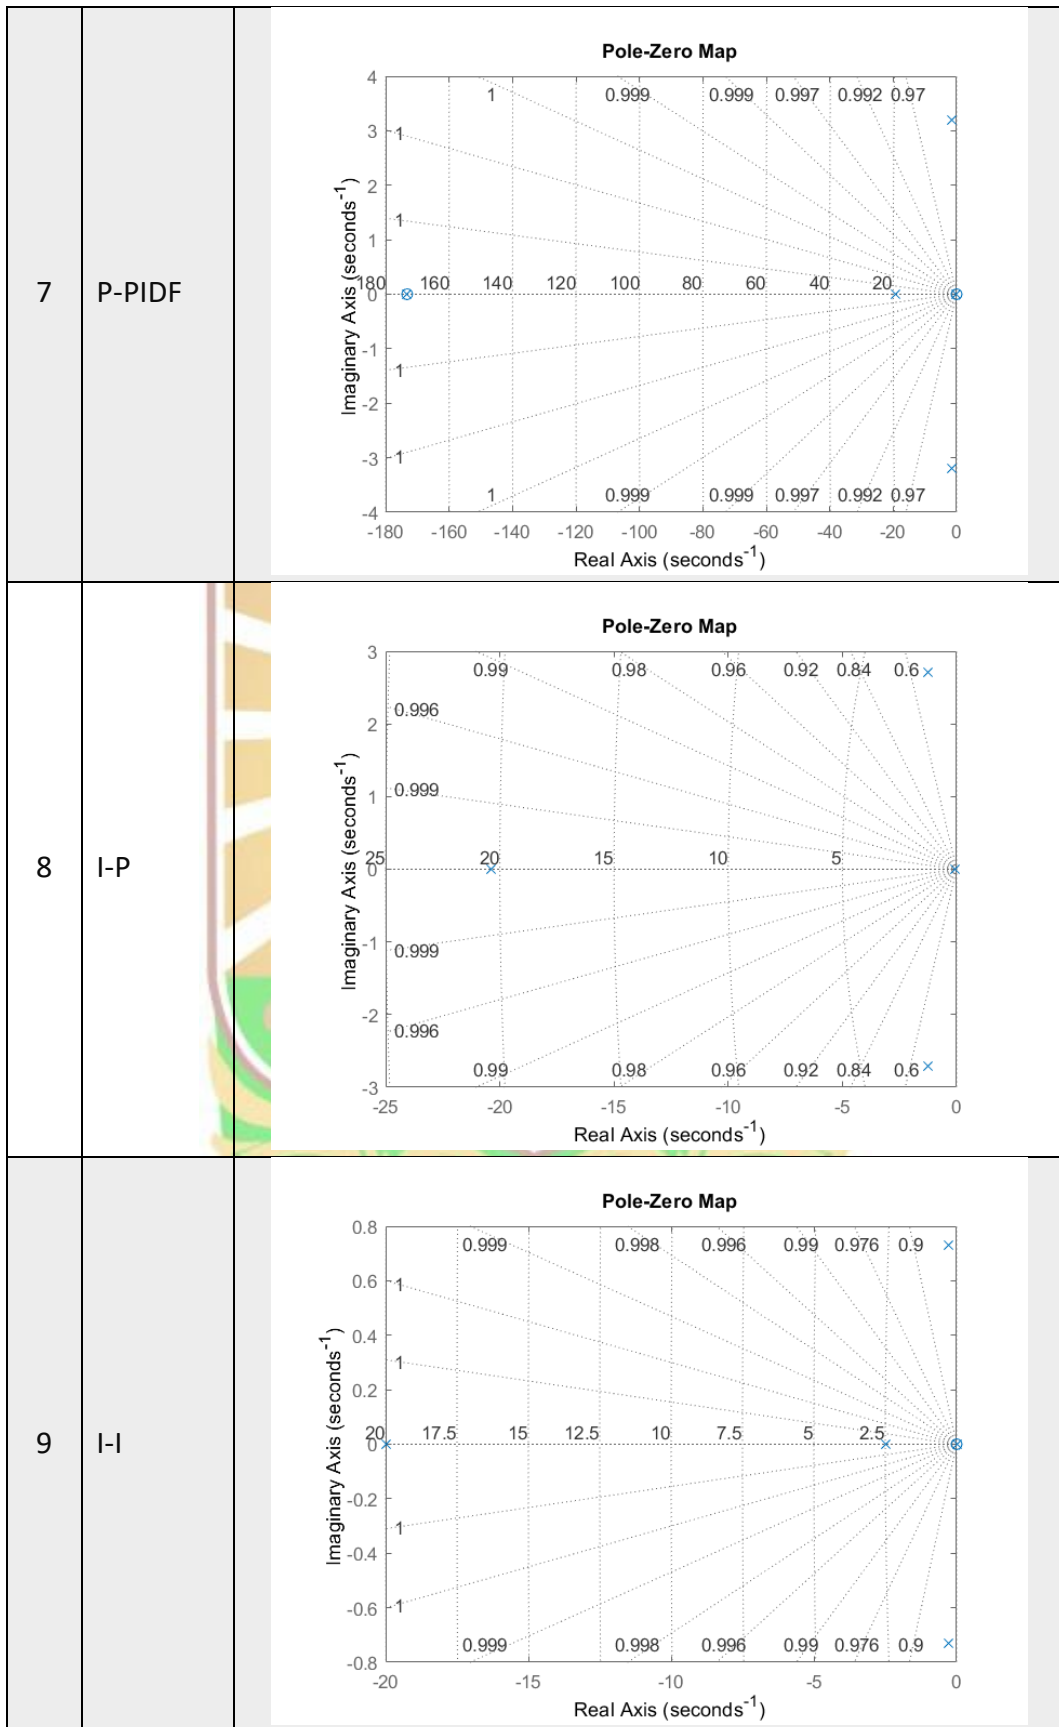 7
P-PIDF
Pole-Zero Map
Imaginary Axis (seconds⁻¹)
4
3
2
1
0
-1
-2
-3
-4
1 0.999 0.999 0.997 0.992 0.97
1
1
180 160 140 120 100 80 60 40 20
1
1
1 0.999 0.999 0.997 0.992 0.97
-180 -160 -140 -120 -100 -80 -60 -40 -20 0
Real Axis (seconds⁻¹)
8
I-P
Pole-Zero Map
Imaginary Axis (seconds⁻¹)
3
2
1
0
-1
-2
-3
0.99 0.98 0.96 0.92 0.84 0.6
0.996
0.999
25 20 15 10 5
0.999
0.996
0.99 0.98 0.96 0.92 0.84 0.6
-25 -20 -15 -10 -5 0
Real Axis (seconds⁻¹)
9
I-I
Pole-Zero Map
Imaginary Axis (seconds⁻¹)
0.8
0.6
0.4
0.2
0
-0.2
-0.4
-0.6
-0.8
0.999 0.998 0.996 0.99 0.976 0.9
1
1
20 17.5 15 12.5 10 7.5 5 2.5
1
1
0.999 0.998 0.996 0.99 0.976 0.9
-20 -15 -10 -5 0
Real Axis (seconds⁻¹)